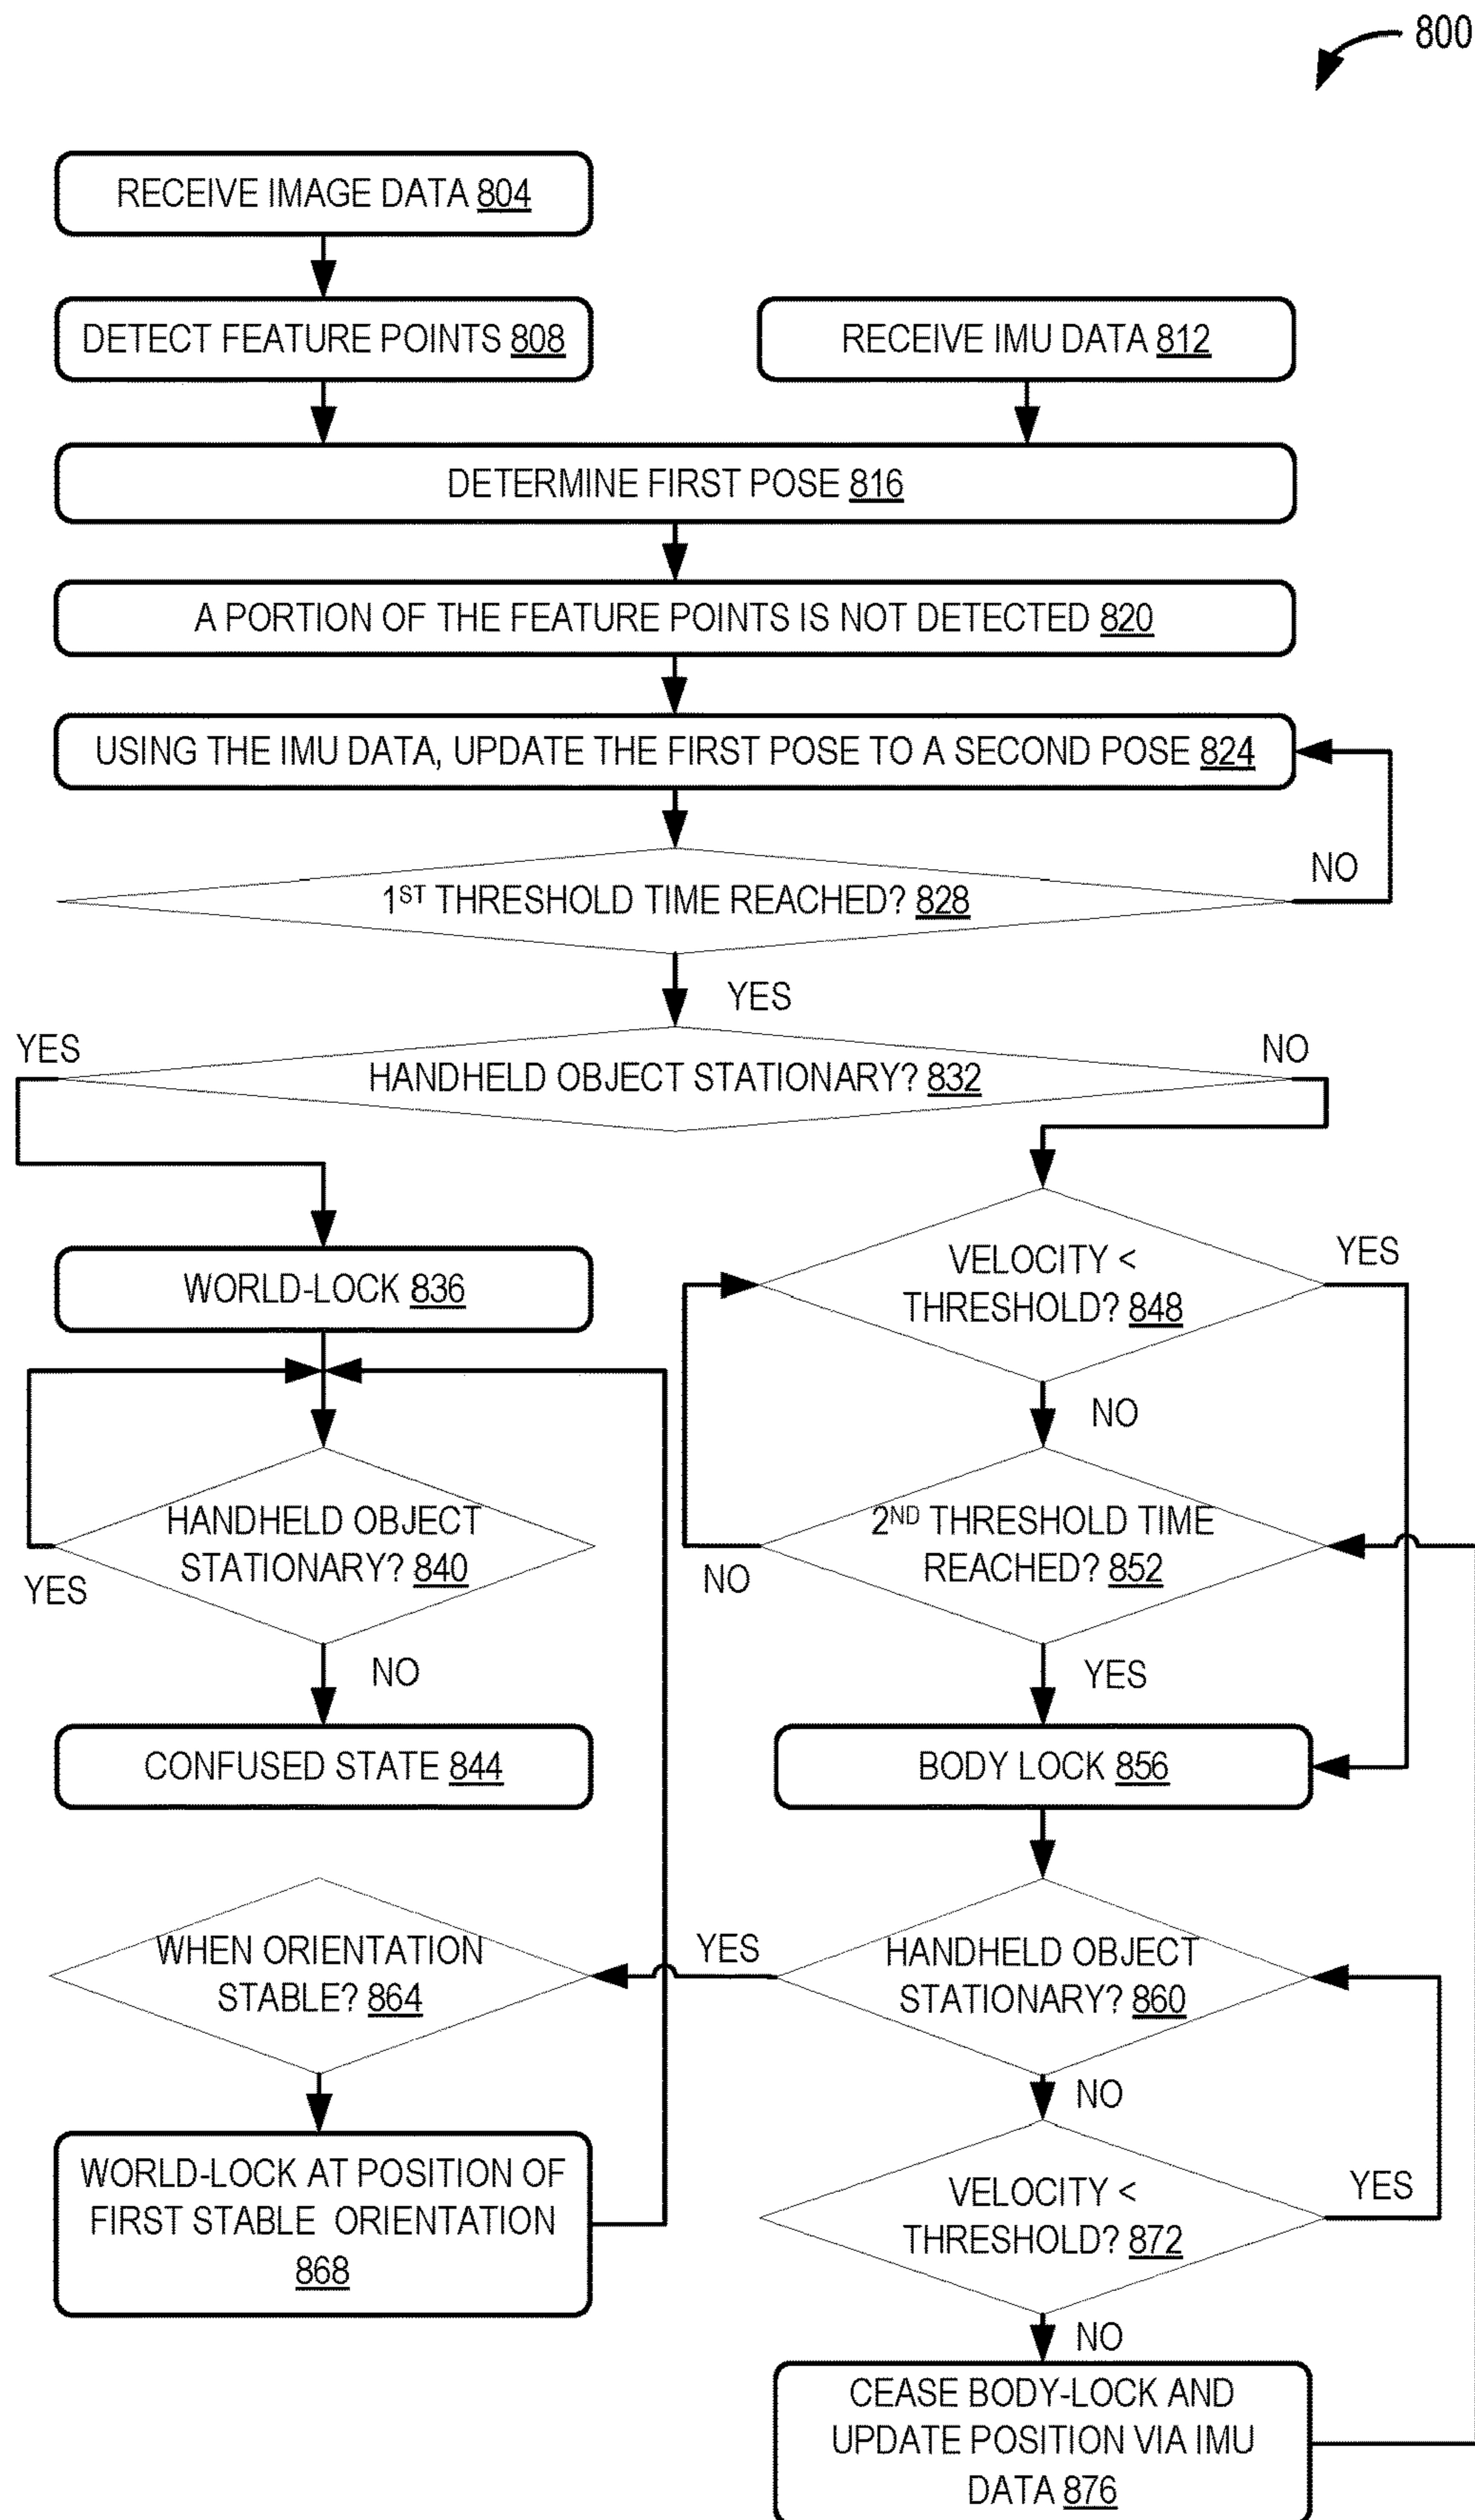 800
RECEIVE IMAGE DATA 804
DETECT FEATURE POINTS 808
RECEIVE IMU DATA 812
DETERMINE FIRST POSE 816
A PORTION OF THE FEATURE POINTS IS NOT DETECTED 820
USING THE IMU DATA, UPDATE THE FIRST POSE TO A SECOND POSE 824
1ST THRESHOLD TIME REACHED? 828
NO
YES
YES
HANDHELD OBJECT STATIONARY? 832
NO
WORLD-LOCK 836
VELOCITY <
THRESHOLD? 848
YES
NO
HANDHELD OBJECT
STATIONARY? 840
YES
NO
2ND THRESHOLD TIME
REACHED? 852
NO
YES
CONFUSED STATE 844
BODY LOCK 856
WHEN ORIENTATION
STABLE? 864
YES
HANDHELD OBJECT
STATIONARY? 860
NO
WORLD-LOCK AT POSITION OF
FIRST STABLE ORIENTATION
868
VELOCITY <
THRESHOLD? 872
YES
NO
CEASE BODY-LOCK AND
UPDATE POSITION VIA IMU
DATA 876